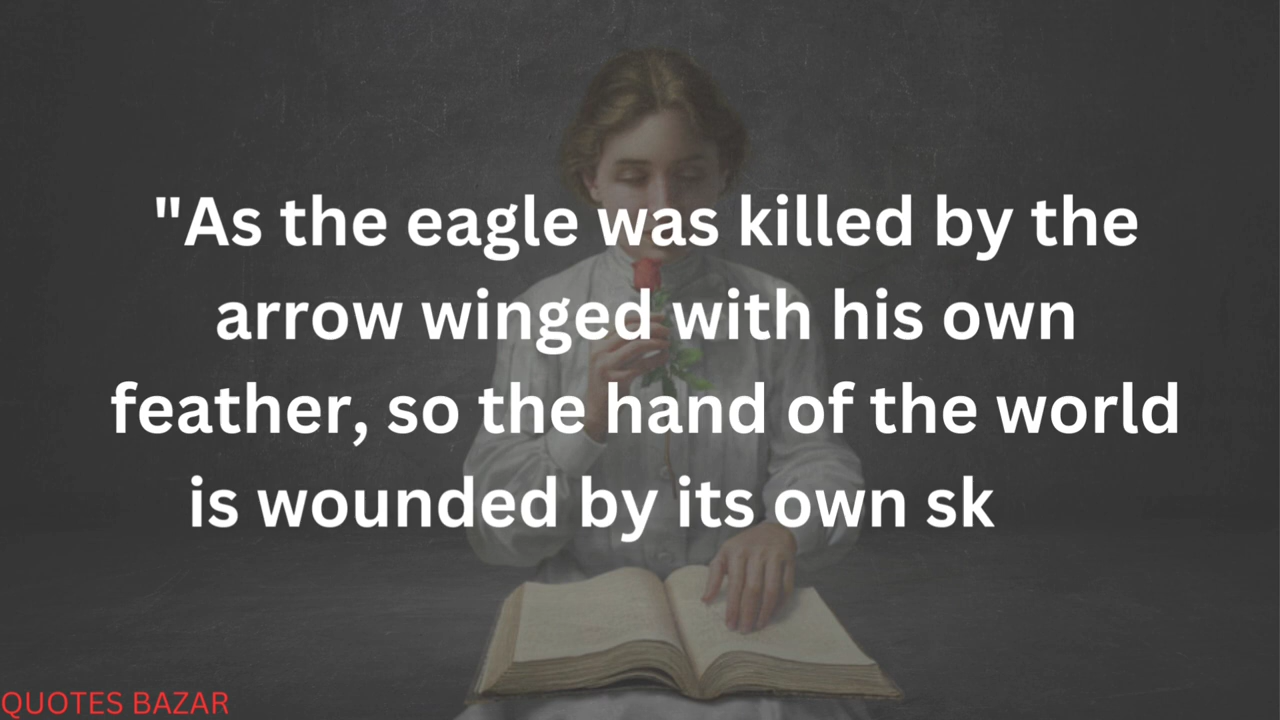 "As the eagle was killed by the
arrow winged with his own
feather, so the hand of the world
is wounded by its own sk
QUOTES BAZAR